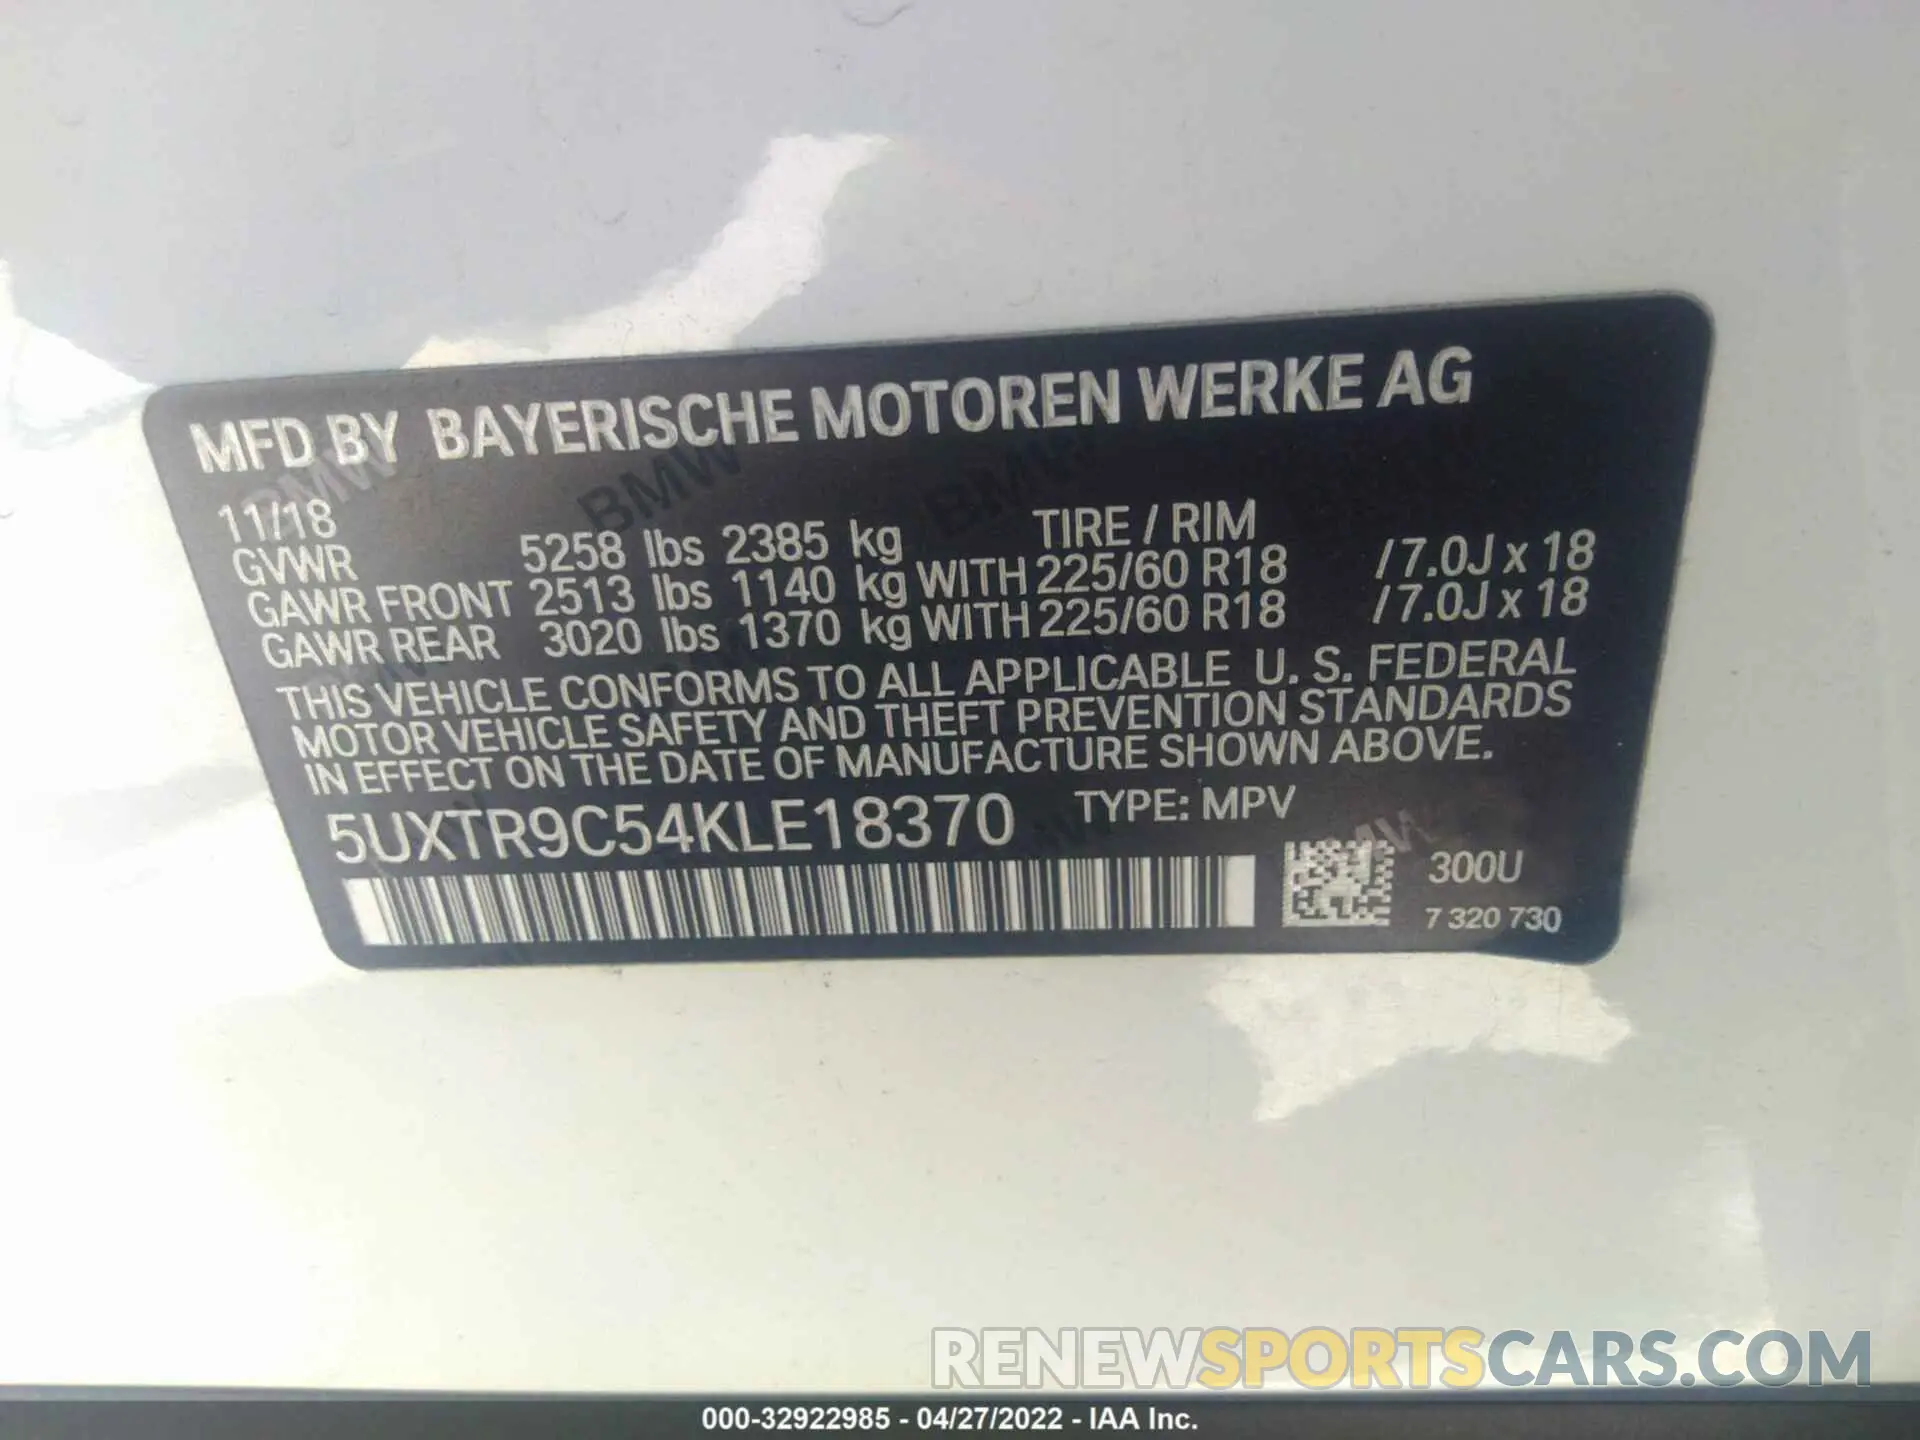 MFD BY BAYERISCHE MOTOREN WERKE AG
11/18 TIRE / RIM
GVWR 5258 lbs 2385 kg
GAWR FRONT 2513 lbs 1140 kg WITH 225/60 R18 /7.0J x 18
GAWR REAR 3020 lbs 1370 kg WITH 225/60 R18 /7.0J x 18
THIS VEHICLE CONFORMS TO ALL APPLICABLE U. S. FEDERAL
MOTOR VEHICLE SAFETY AND THEFT PREVENTION STANDARDS
IN EFFECT ON THE DATE OF MANUFACTURE SHOWN ABOVE.
5UXTR9C54KLE18370 TYPE: MPV
300U
7 320 730
BMW BMW BMW
BMW
RENEWSPORTSCARS.COM
000-32922985 - 04/27/2022 - IAA Inc.